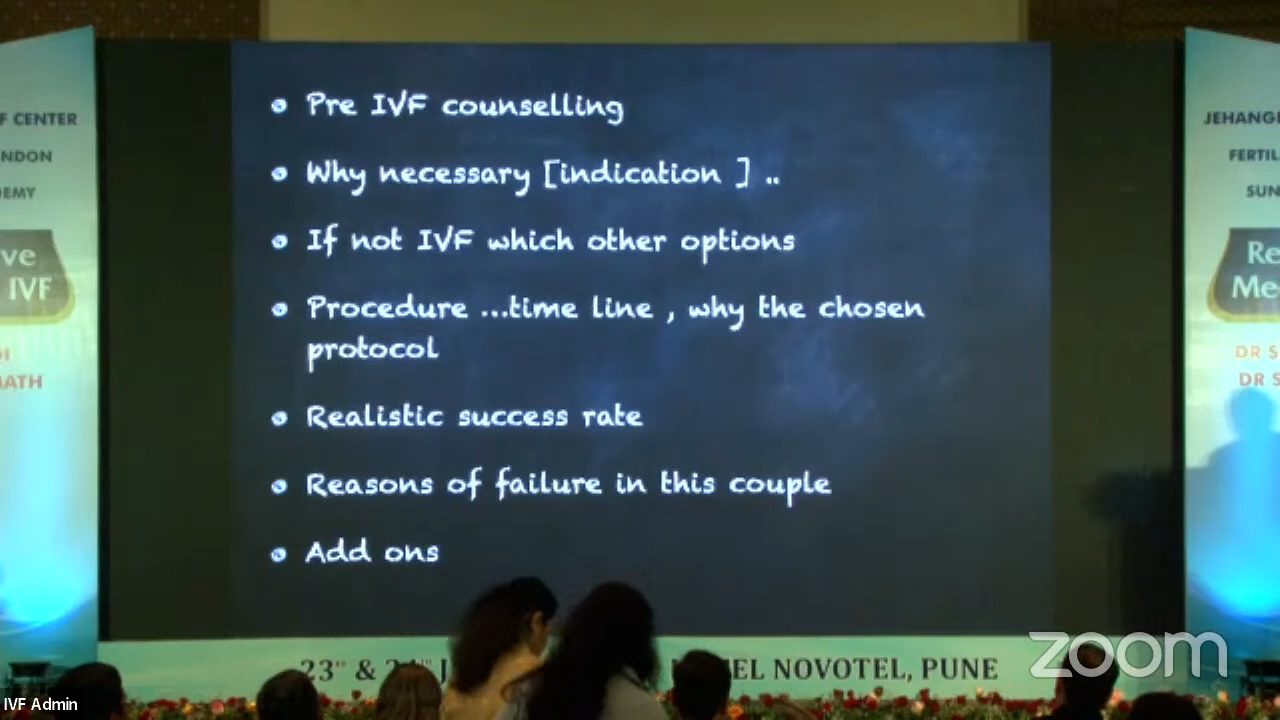 Pre IVF counselling
Why necessary [indication ] ..
If not IVF which other options
Procedure ...time line , why the chosen
protocol
Realistic success rate
Reasons of failure in this couple
Add ons
F CENTER
NDON
EMY
ve
IVF
JEHANG
FERTIL
SUN
Re
Me
DR S
DR S
23 & NOVOTEL, PUNE
zoom
IVF Admin